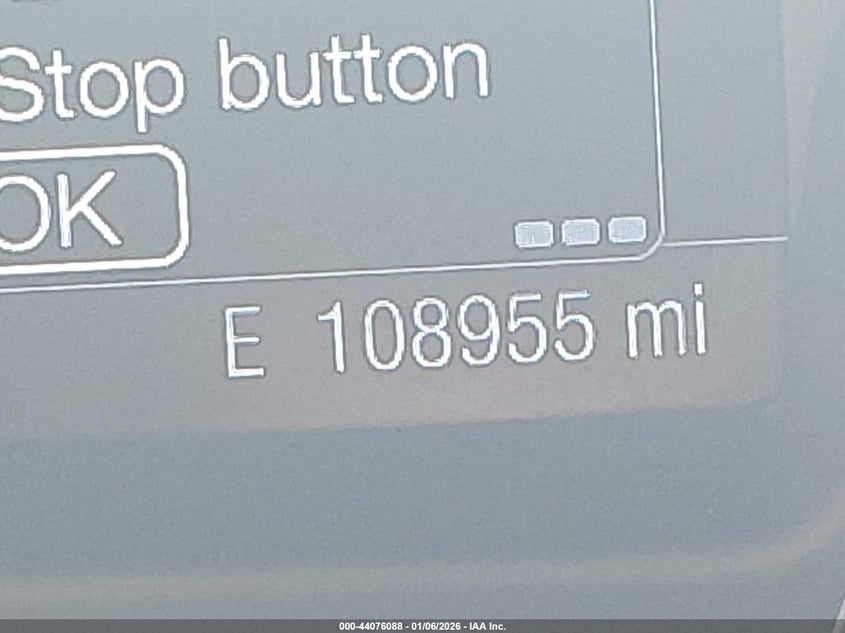 Stop button
OK
E 108955 mi
000-44076088 - 01/06/2026 - IAA Inc.